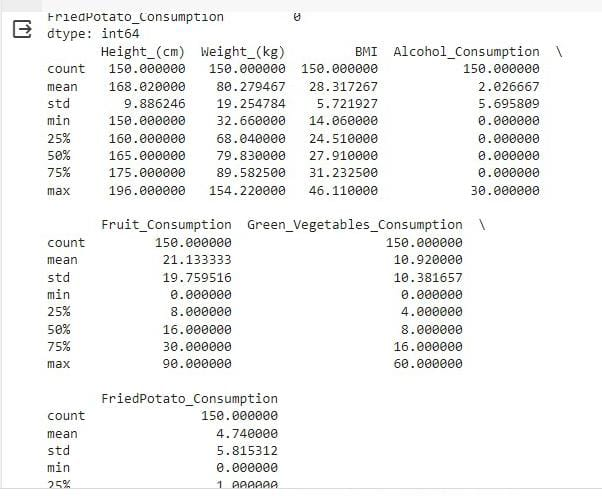 FriedPotato_Consumption 0
dtype: int64
Height_(cm) Weight_(kg) BMI Alcohol_Consumption \
count 150.000000 150.000000 150.000000 150.000000
mean 168.020000 80.279467 28.317267 2.026667
std 9.886246 19.254784 5.721927 5.695809
min 150.000000 32.660000 14.060000 0.000000
25% 160.000000 68.040000 24.510000 0.000000
50% 165.000000 79.830000 27.910000 0.000000
75% 175.000000 89.582500 31.232500 0.000000
max 196.000000 154.220000 46.110000 30.000000
Fruit_Consumption Green_Vegetables_Consumption \
count 150.000000 150.000000
mean 21.133333 10.920000
std 19.759516 10.381657
min 0.000000 0.000000
25% 8.000000 4.000000
50% 16.000000 8.000000
75% 30.000000 16.000000
max 90.000000 60.000000
FriedPotato_Consumption
count 150.000000
mean 4.740000
std 5.815312
min 0.000000
25% 1.000000